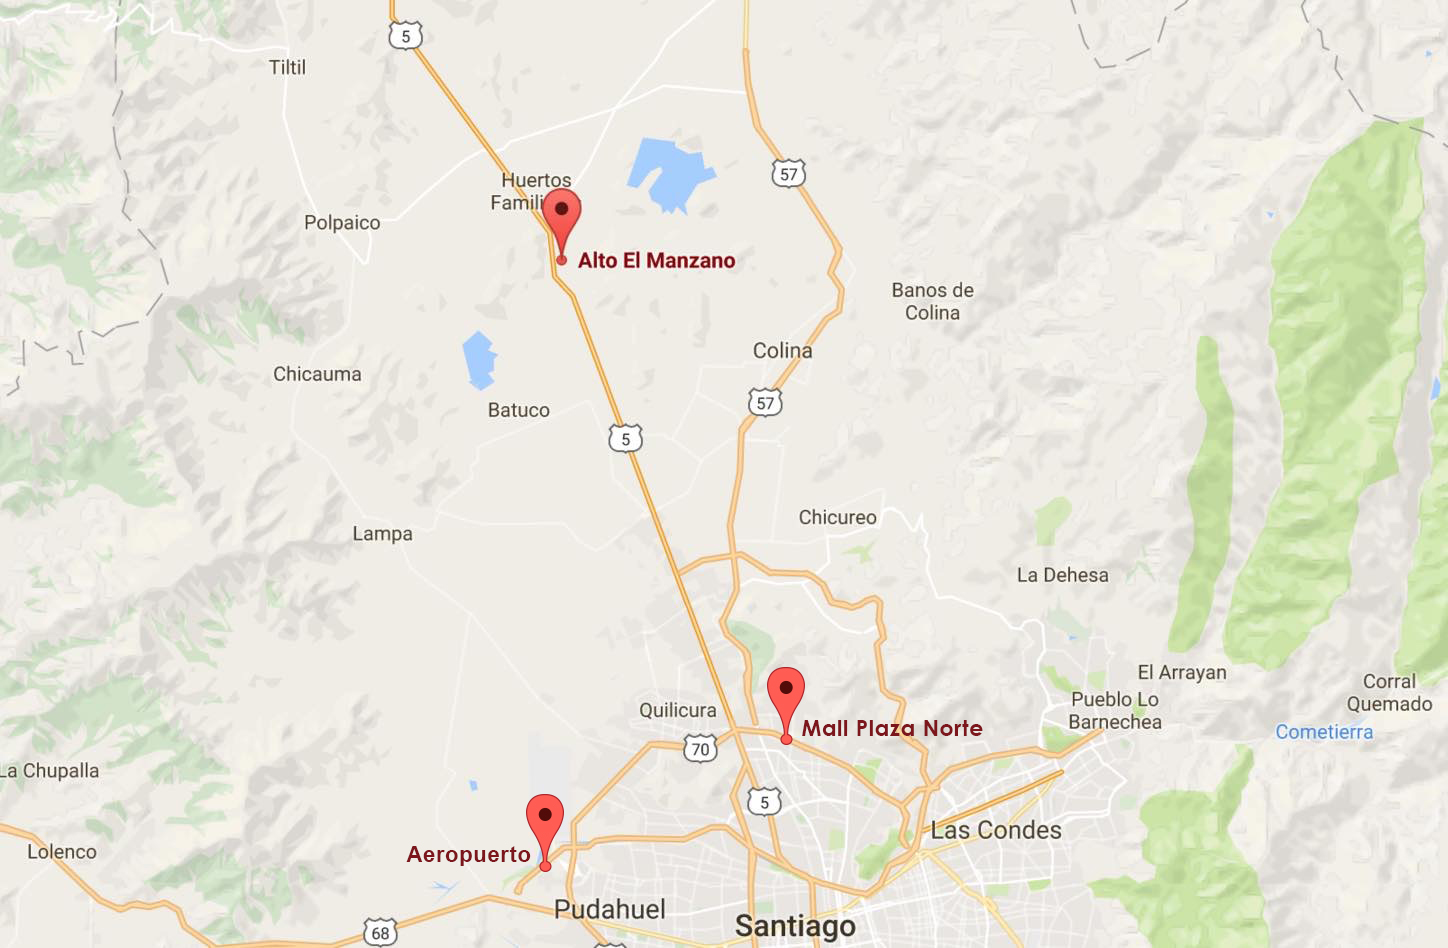 5
Tiltil
57
Huertos
Famili
Polpaico
Alto El Manzano
Banos de
Colina
Colina
Chicauma
57
Batuco
5
Chicureo
Lampa
La Dehesa
El Arrayan
Corral
Quemado
Pueblo Lo
Barnechea
Quilicura
Mall Plaza Norte
Cometierra
70
La Chupalla
5
Las Condes
Lolenco
Aeropuerto
Pudahuel
Santiago
68